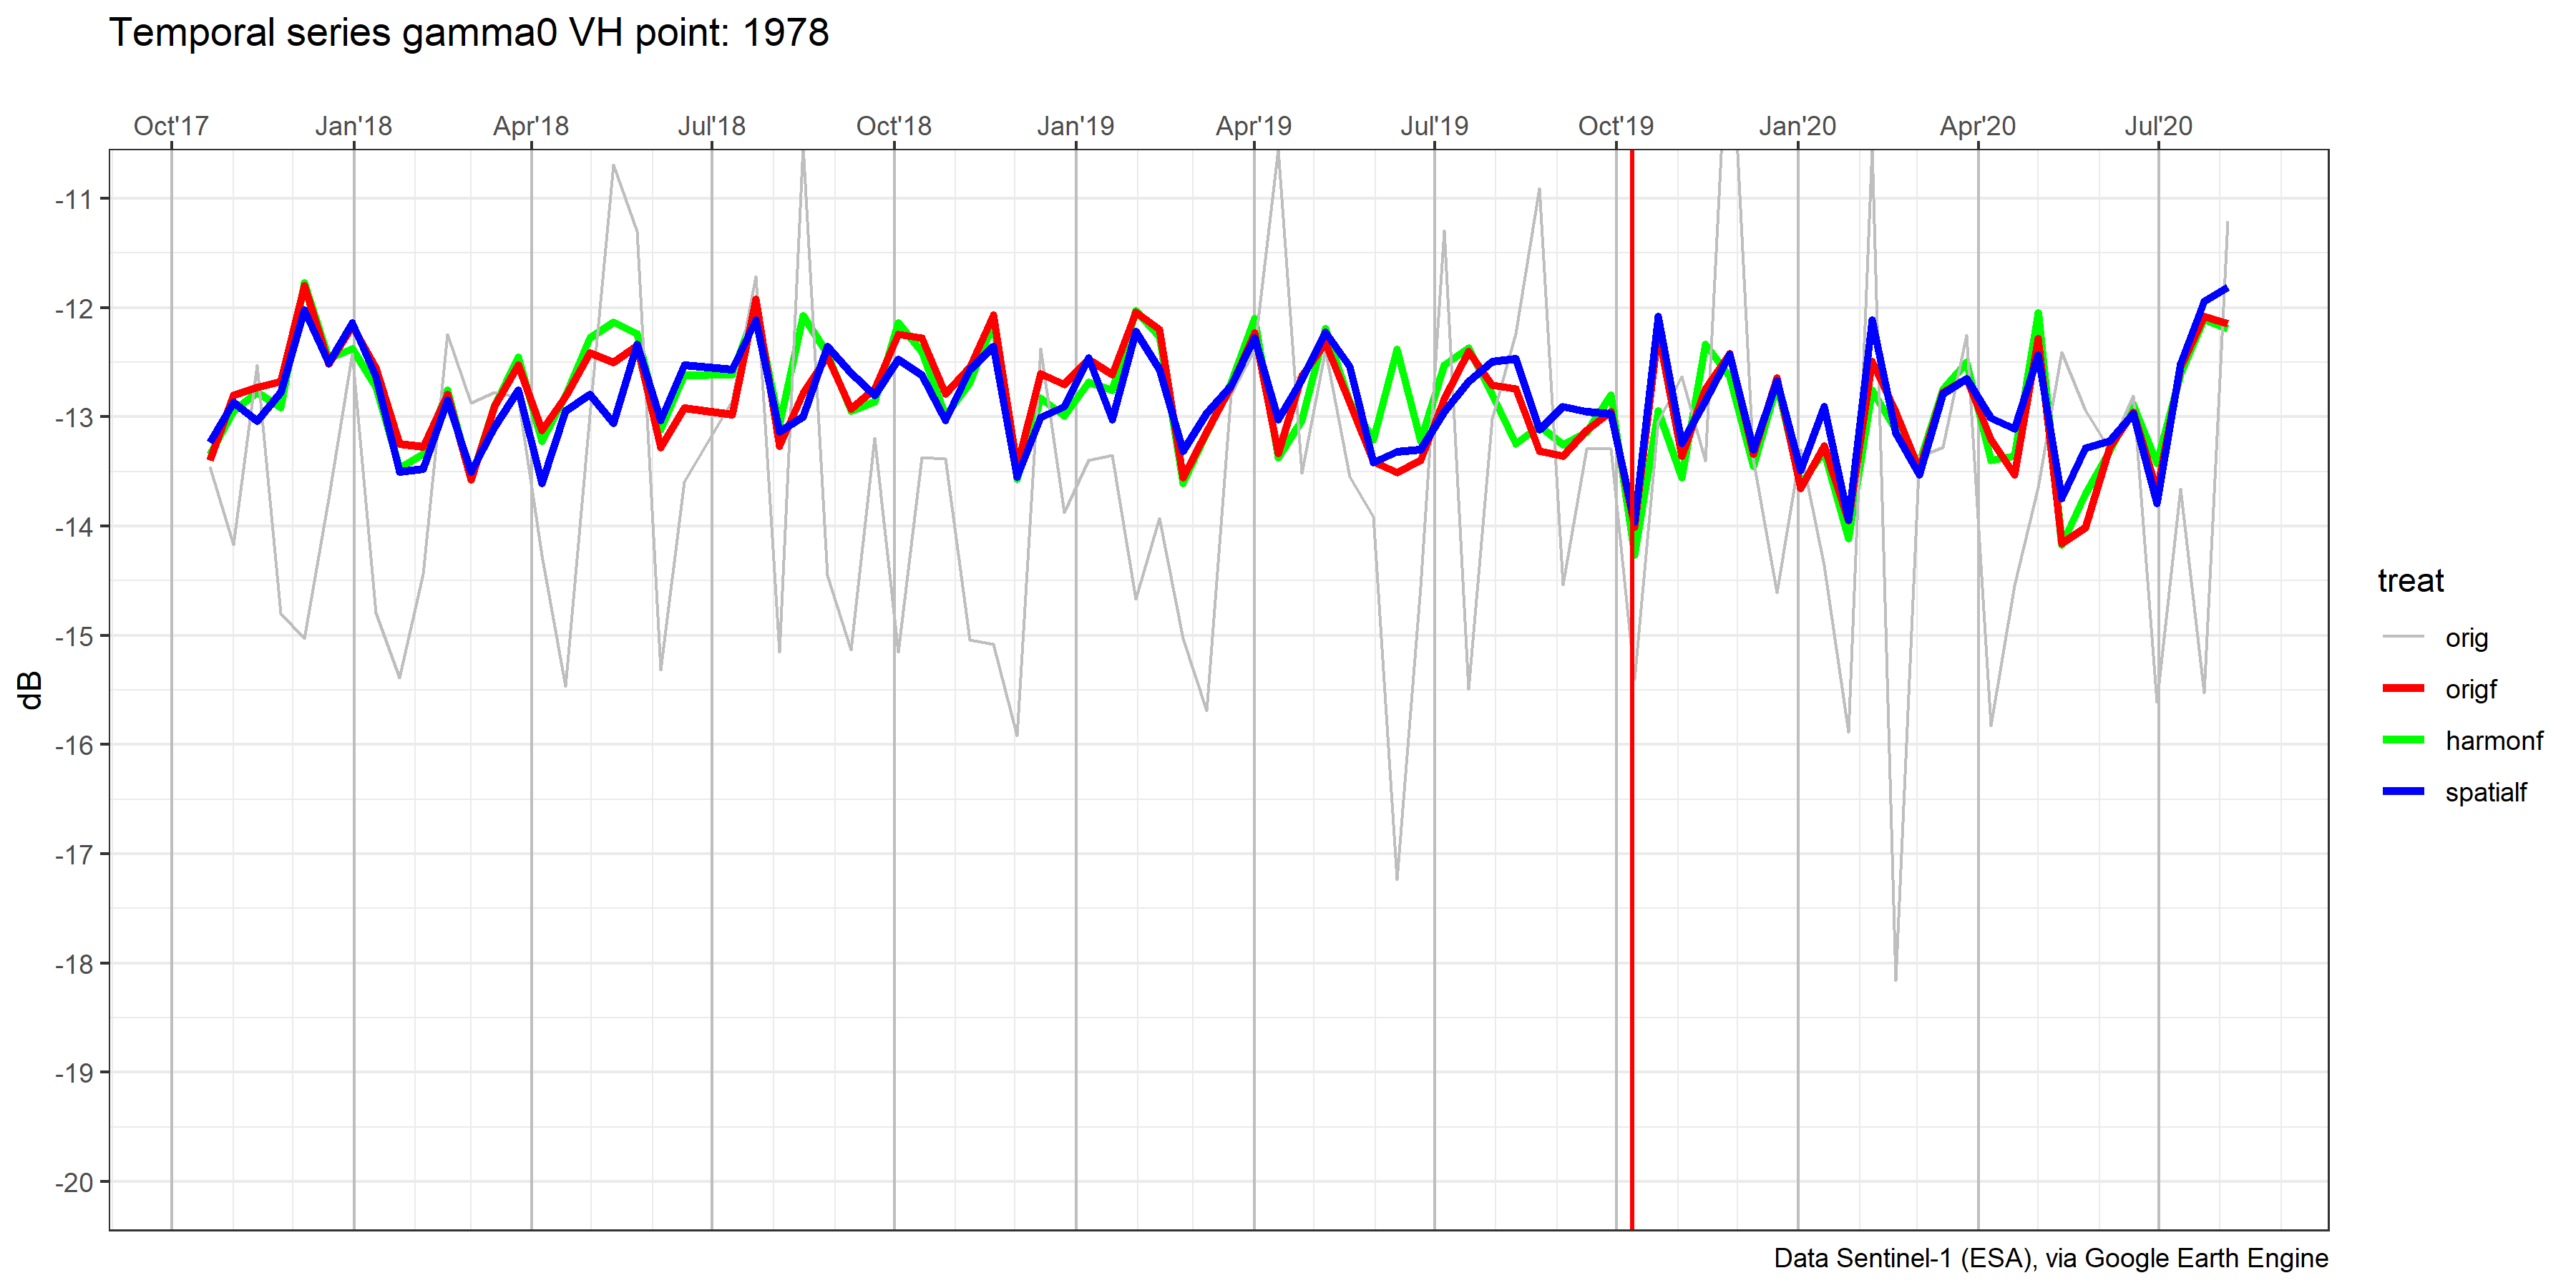 Temporal series gamma0 VH point: 1978
Oct'17 Jan'18 Apr'18 Jul'18 Oct'18 Jan'19 Apr'19 Jul'19 Oct'19 Jan'20 Apr'20 Jul'20
-11
-12
-13
-14
-15
-16
-17
-18
-19
-20
dB
treat
orig
origf
harmonf
spatialf
Data Sentinel-1 (ESA), via Google Earth Engine